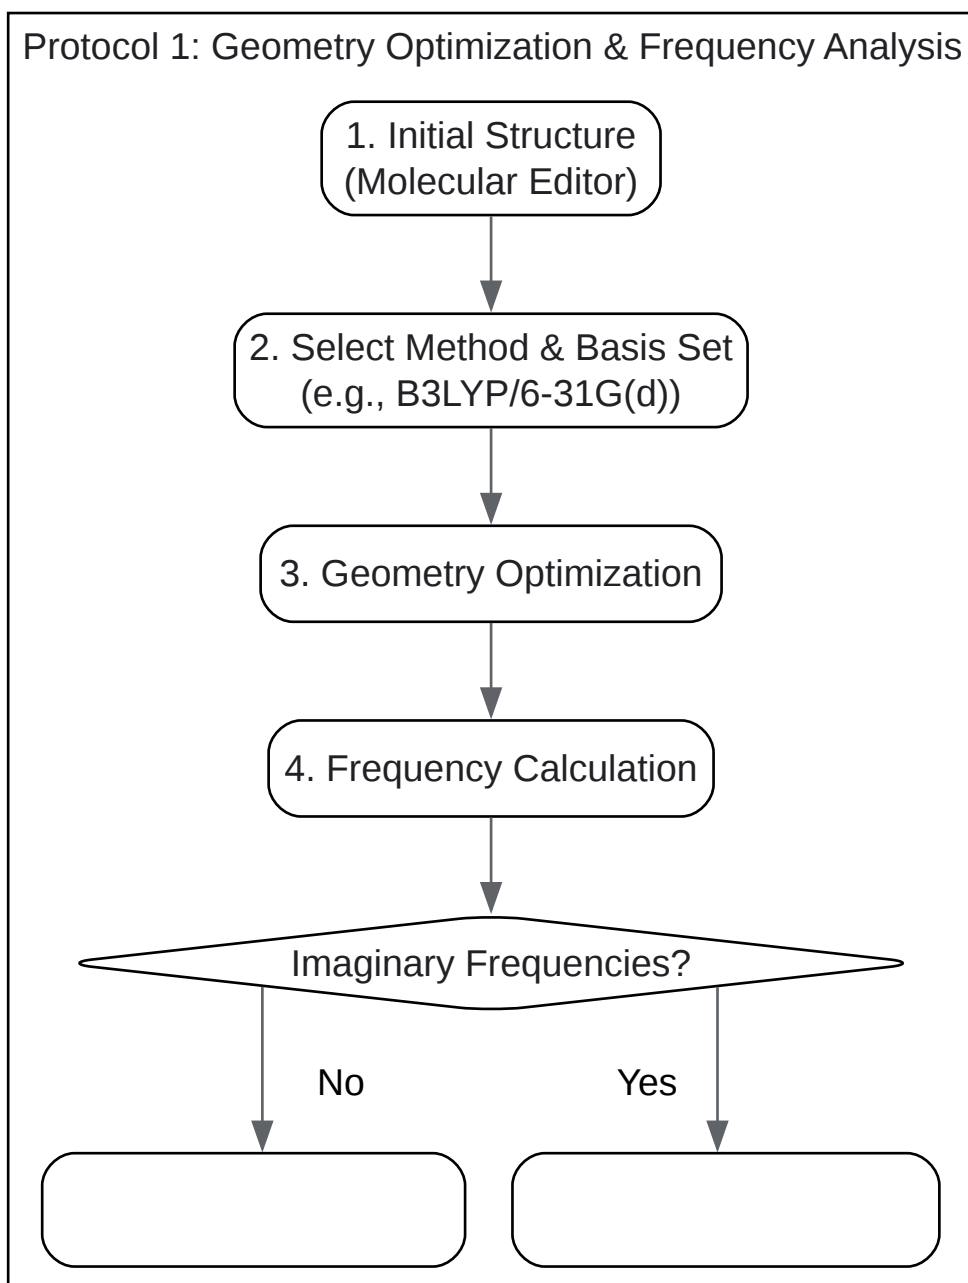 Protocol 1: Geometry Optimization & Frequency Analysis
1. Initial Structure
(Molecular Editor)
2. Select Method & Basis Set
(e.g., B3LYP/6-31G(d))
3. Geometry Optimization
4. Frequency Calculation
Imaginary Frequencies?
No
Yes